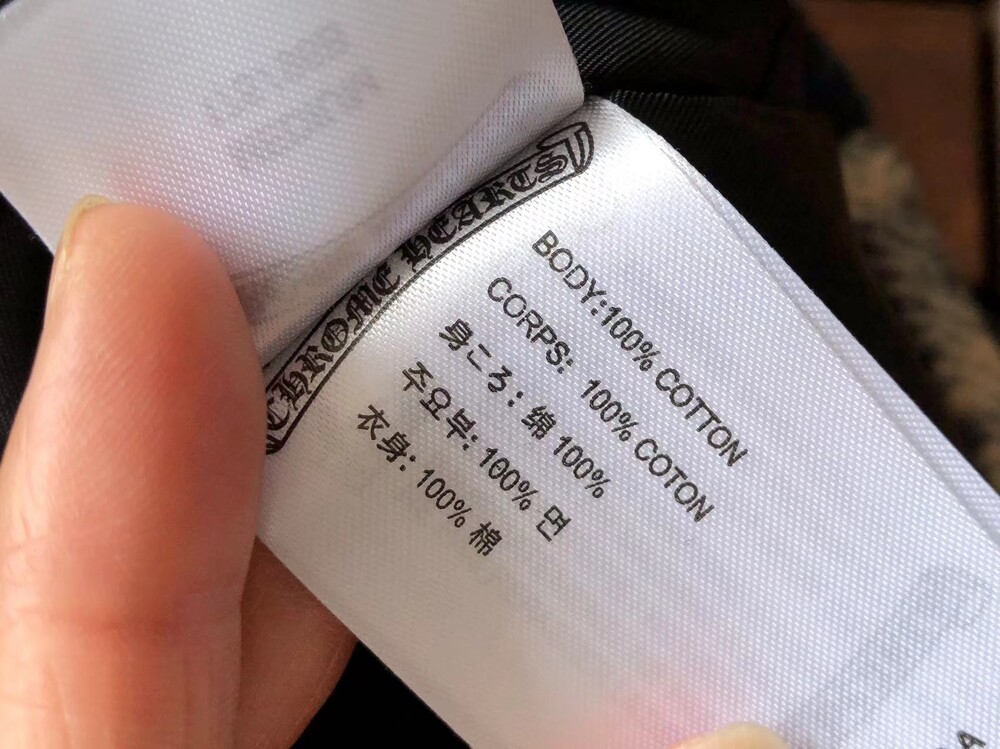 CHROME HEARTS
BODY:100% COTTON
CORPS: 100% COTON
身ごろ: 綿 100%
주요부: 100% 면
衣身: 100% 棉